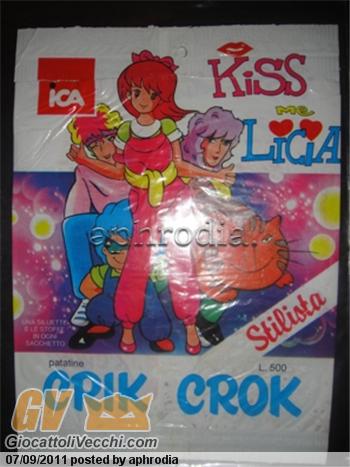 ICA
KiSS
me
LiCiA
aphrodia
UNA SILUETTE
E LE STOFFE
IN OGNI
SACCHETTO
Stilista
patatine
L. 500
CRIK CROK
GV
GiocattoliVecchi.com
07/09/2011 posted by aphrodia